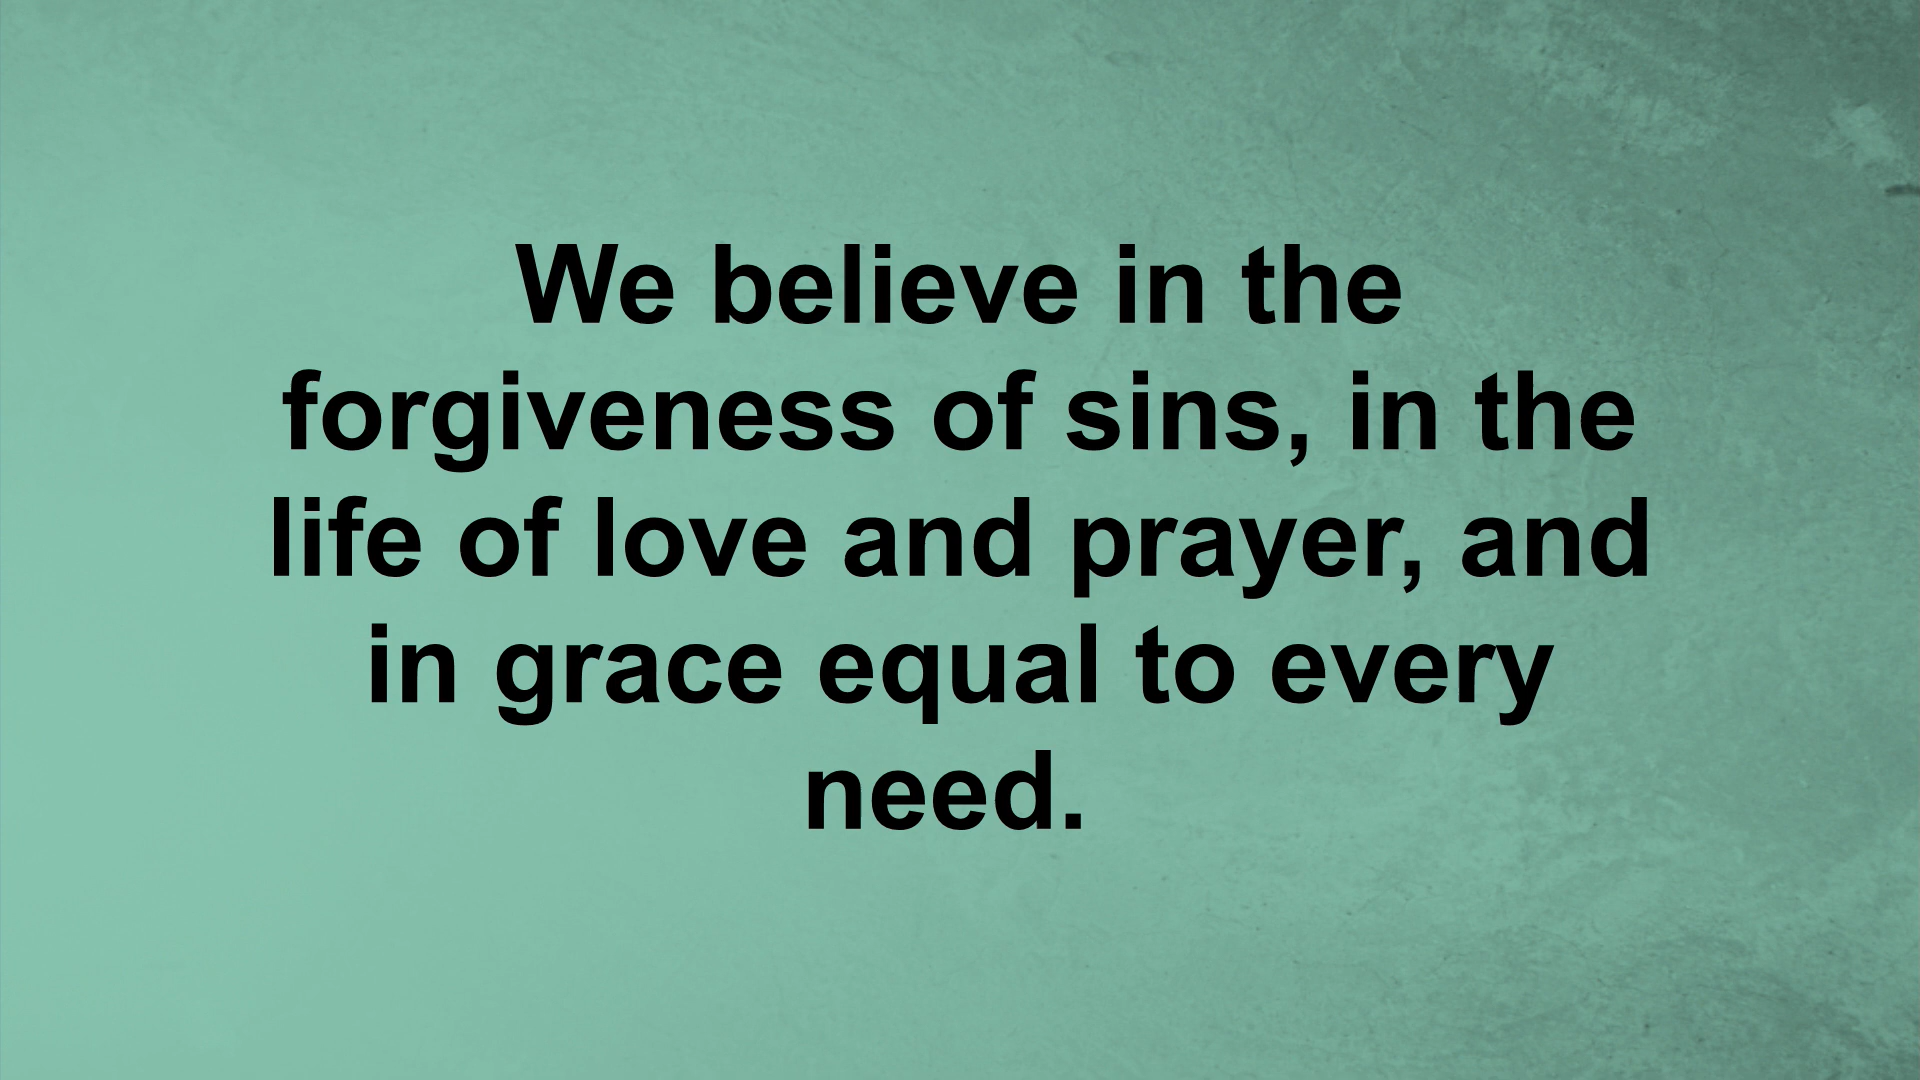 We believe in the
forgiveness of sins, in the
life of love and prayer, and
in grace equal to every
need.